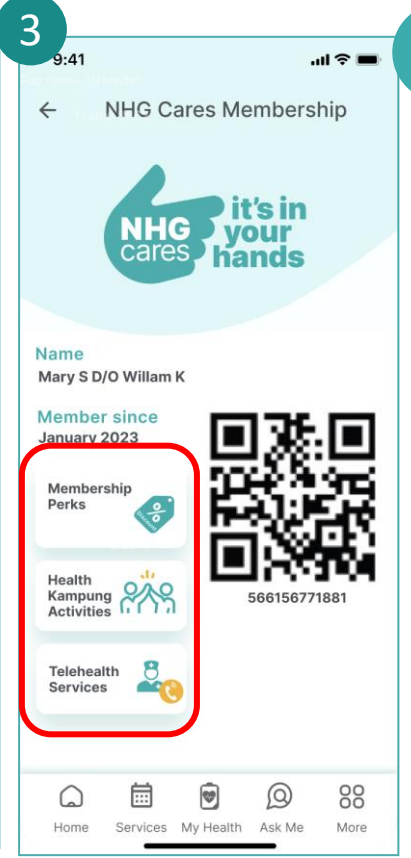 3
9:41
NHG Cares Membership
NHG
cares
it's in
your
hands
Name
Mary S D/O Willam K
Member since
January 2023
Membership
Perks
%
Health
Kampung
Activities
566156771881
Telehealth
Services
Home
Services
My Health
Ask Me
More